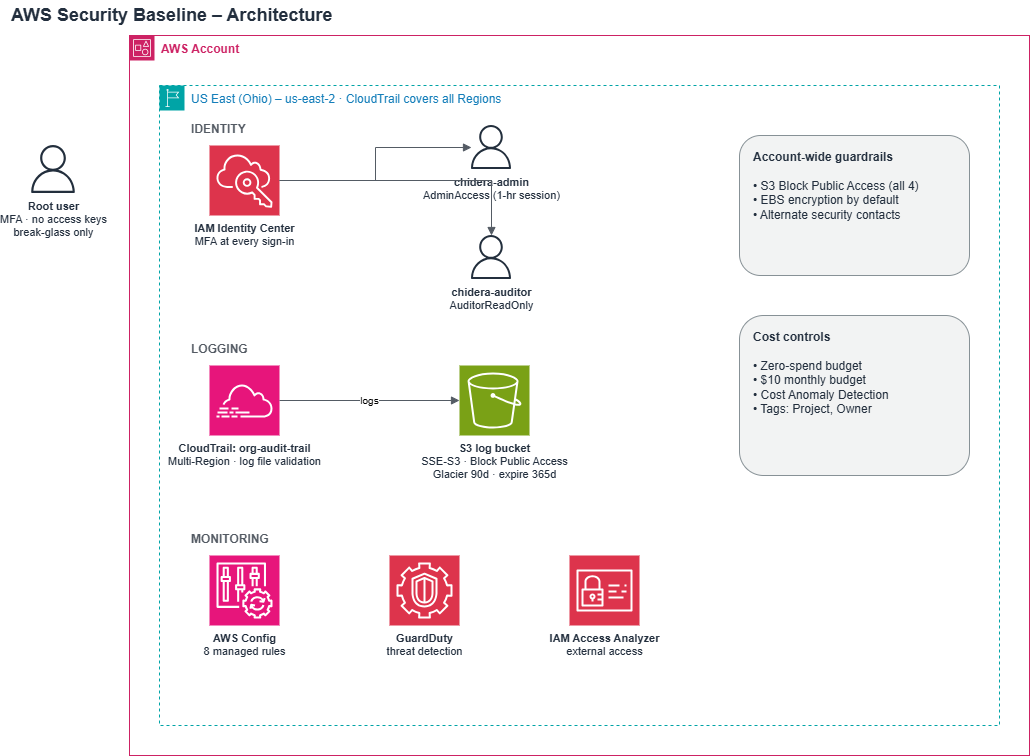 AWS Security Baseline – Architecture
AWS Account
US East (Ohio) – us-east-2 · CloudTrail covers all Regions
IDENTITY
Root user
MFA · no access keys
break-glass only
IAM Identity Center
MFA at every sign-in
chidera-admin
AdminAccess (1-hr session)
chidera-auditor
AuditorReadOnly
Account-wide guardrails
• S3 Block Public Access (all 4)
• EBS encryption by default
• Alternate security contacts
LOGGING
CloudTrail: org-audit-trail
Multi-Region · log file validation
logs
S3 log bucket
SSE-S3 · Block Public Access
Glacier 90d · expire 365d
Cost controls
• Zero-spend budget
• $10 monthly budget
• Cost Anomaly Detection
• Tags: Project, Owner
MONITORING
AWS Config
8 managed rules
GuardDuty
threat detection
IAM Access Analyzer
external access